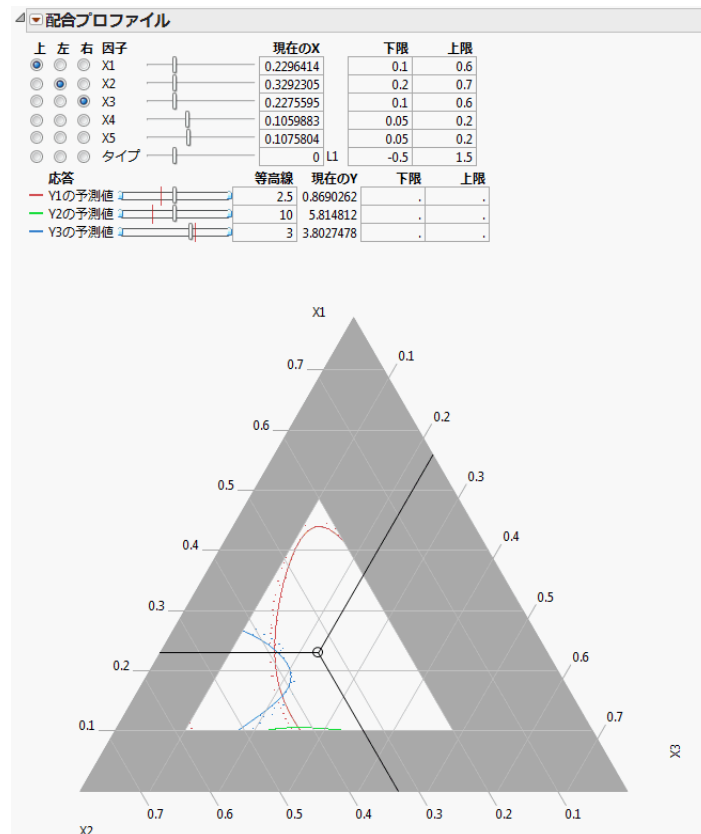 配合プロファイル
上 左 右 因子 現在のX 下限 上限
X1 0.2296414 0.1 0.6
X2 0.3292305 0.2 0.7
X3 0.2275595 0.1 0.6
X4 0.1059883 0.05 0.2
X5 0.1075804 0.05 0.2
タイプ 0 L1 -0.5 1.5
応答 等高線 現在のY 下限 上限
Y1の予測値 2.5 0.8690262 . .
Y2の予測値 10 5.814812 . .
Y3の予測値 3 3.8027478 . .
X1
0.1
0.7
0.2
0.6
0.3
0.5
0.4
0.4
0.5
0.3
0.6
0.2
0.7
0.1
X3
0.7 0.6 0.5 0.4 0.3 0.2 0.1
X2